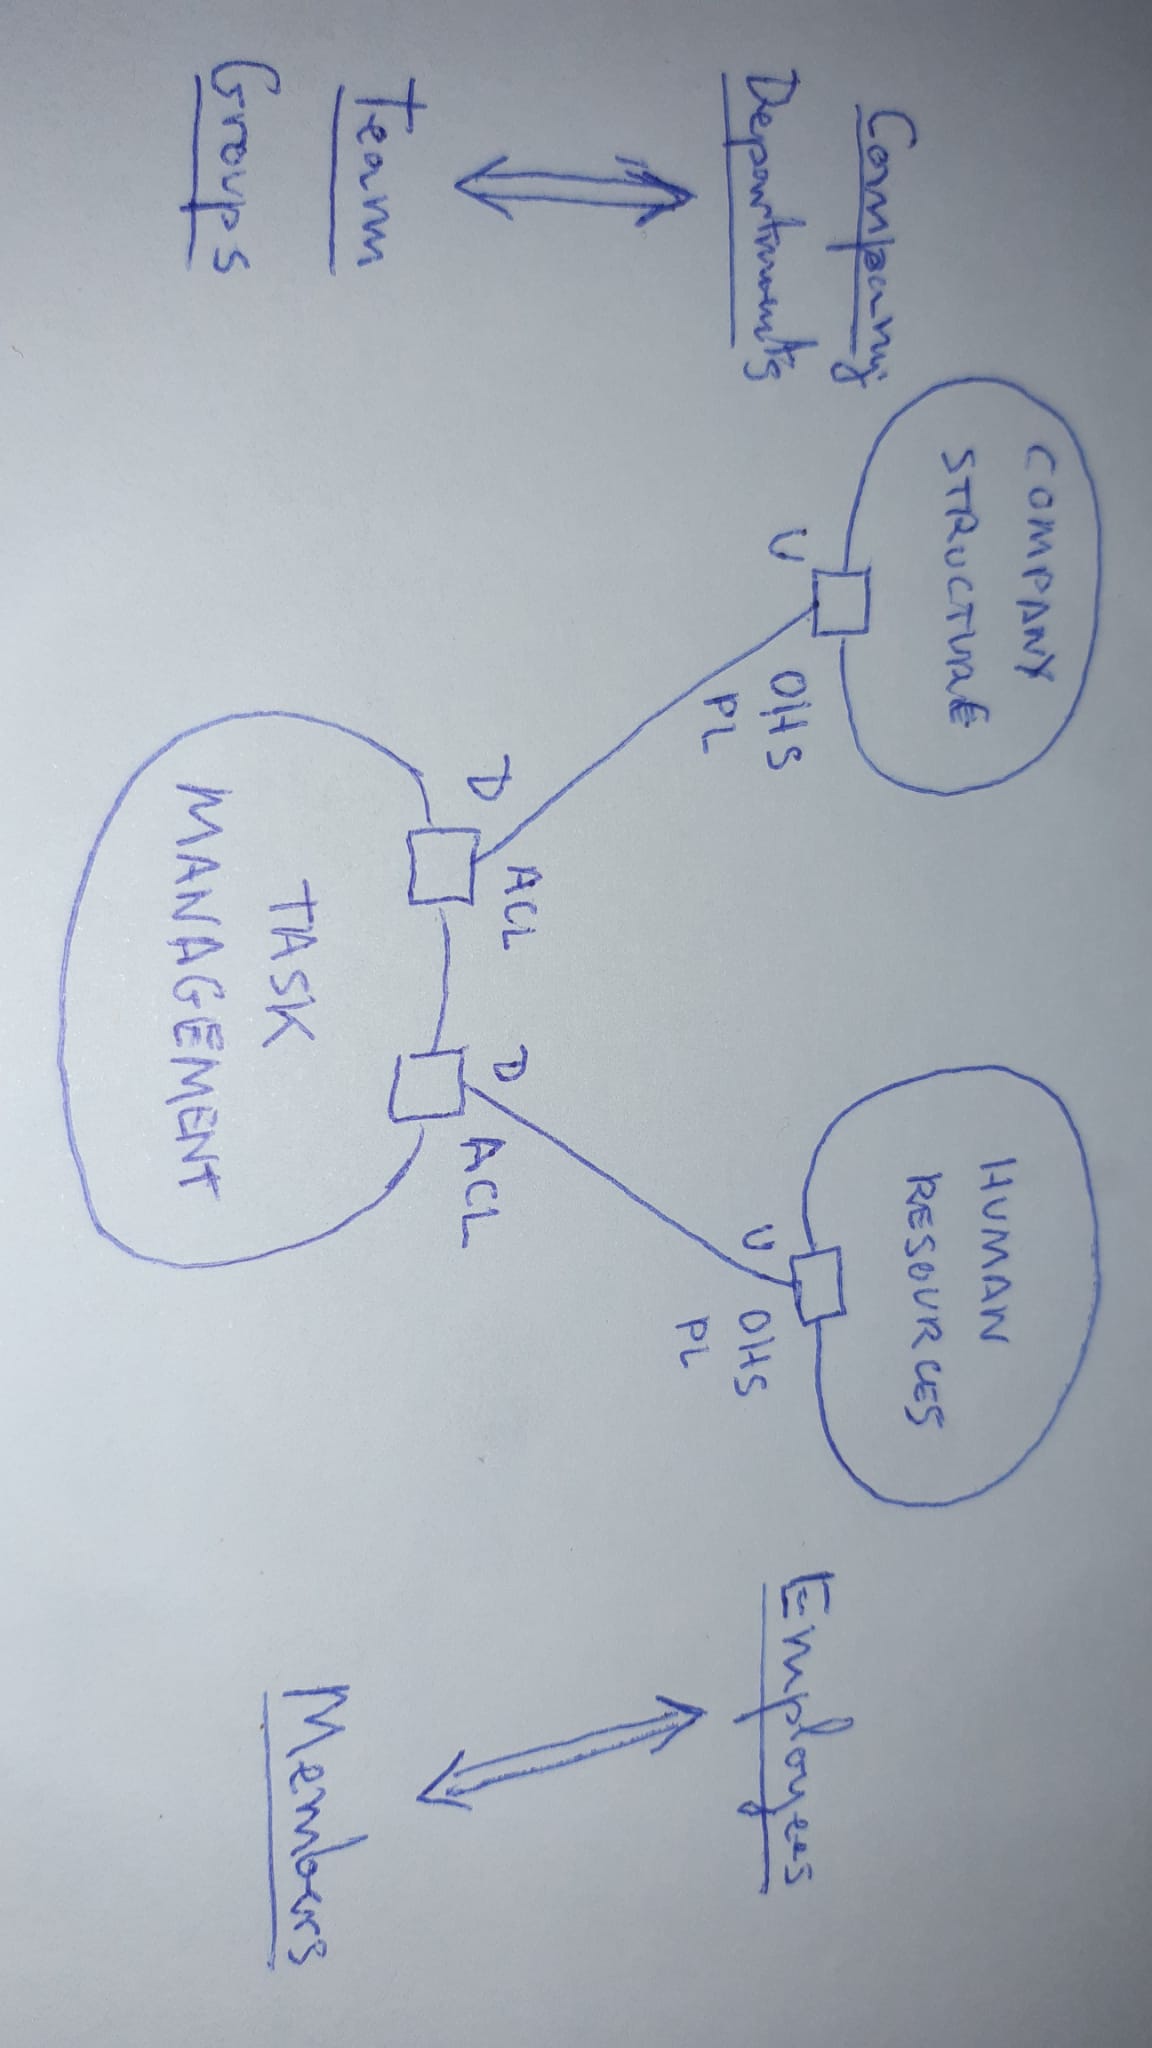 COMPANY
STRUCTURE
HUMAN
RESOURCES
Company
Departments
U
OHS
PL
U
OHS
PL
Employees
D
ACL
D
ACL
Team
Groups
TASK
MANAGEMENT
Members